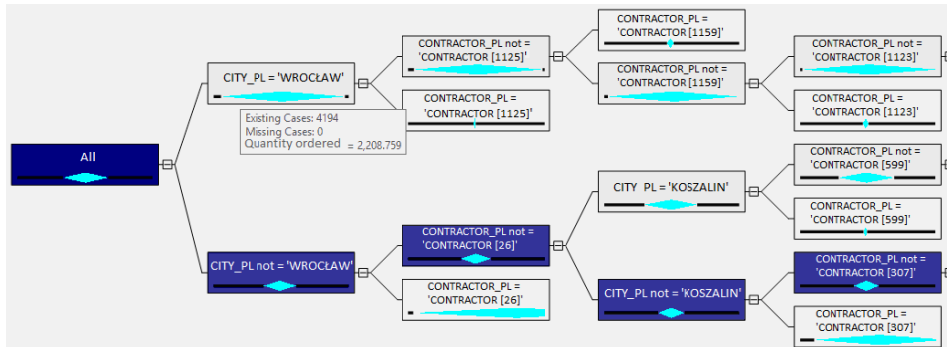 All
CITY_PL = 'WROCŁAW'
Existing Cases: 4194
Missing Cases: 0
Quantity ordered = 2,208.759
CITY_PL not = 'WROCŁAW'
CONTRACTOR_PL not =
'CONTRACTOR [1125]'
CONTRACTOR_PL =
'CONTRACTOR [1125]'
CONTRACTOR_PL not =
'CONTRACTOR [26]'
CONTRACTOR_PL =
'CONTRACTOR [26]'
CONTRACTOR_PL =
'CONTRACTOR [1159]'
CONTRACTOR_PL not =
'CONTRACTOR [1159]'
CITY_PL = 'KOSZALIN'
CITY_PL not = 'KOSZALIN'
CONTRACTOR_PL not =
'CONTRACTOR [1123]'
CONTRACTOR_PL =
'CONTRACTOR [1123]'
CONTRACTOR_PL not =
'CONTRACTOR [599]'
CONTRACTOR_PL =
'CONTRACTOR [599]'
CONTRACTOR_PL not =
'CONTRACTOR [307]'
CONTRACTOR_PL =
'CONTRACTOR [307]'